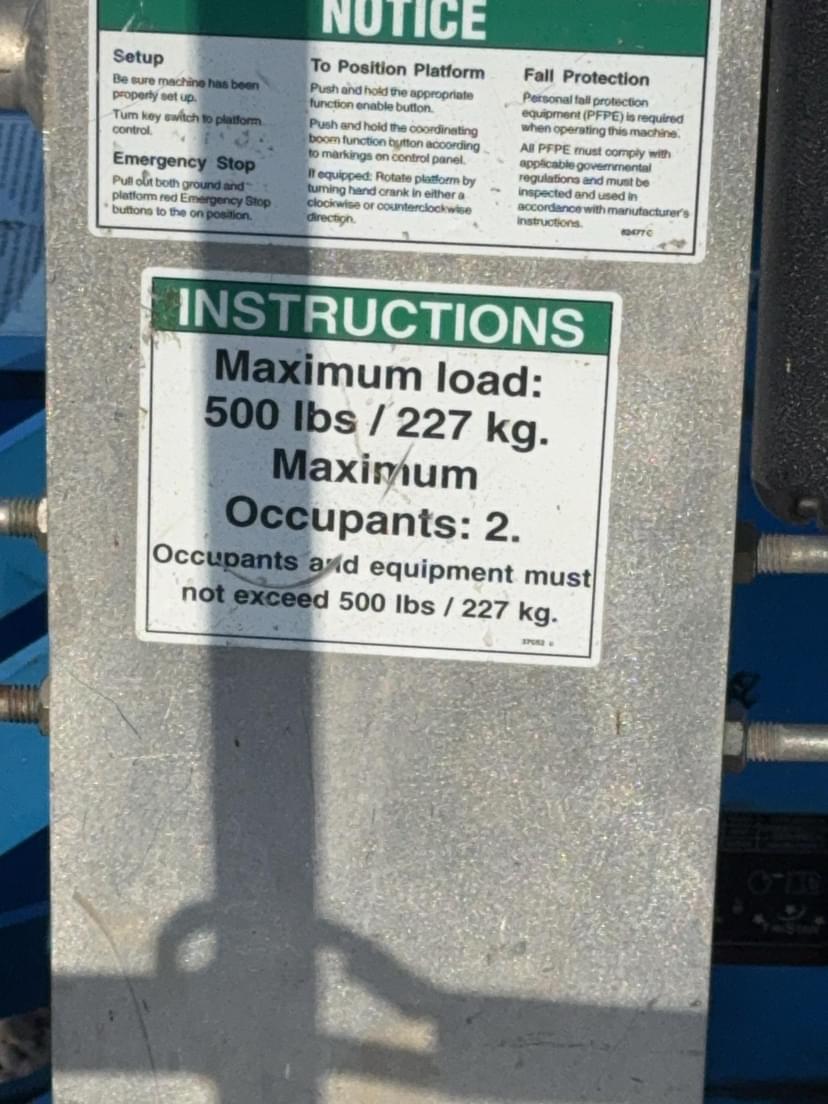 NOTICE
Setup
Be sure machine has been
properly set up.
Turn key switch to platform
control.
Emergency Stop
Pull out both ground and
platform red Emergency Stop
buttons to the on position.
To Position Platform
Push and hold the appropriate
function enable button.
Push and hold the coordinating
boom function button according
to markings on control panel.
If equipped: Rotate platform by
turning hand crank in either a
clockwise or counterclockwise
direction.
Fall Protection
Personal fall protection
equipment (PFPE) is required
when operating this machine.
All PFPE must comply with
applicable governmental
regulations and must be
inspected and used in
accordance with manufacturer's
instructions.
82477 C
INSTRUCTIONS
Maximum load:
500 lbs / 227 kg.
Maximum
Occupants: 2.
Occupants and equipment must
not exceed 500 lbs / 227 kg.